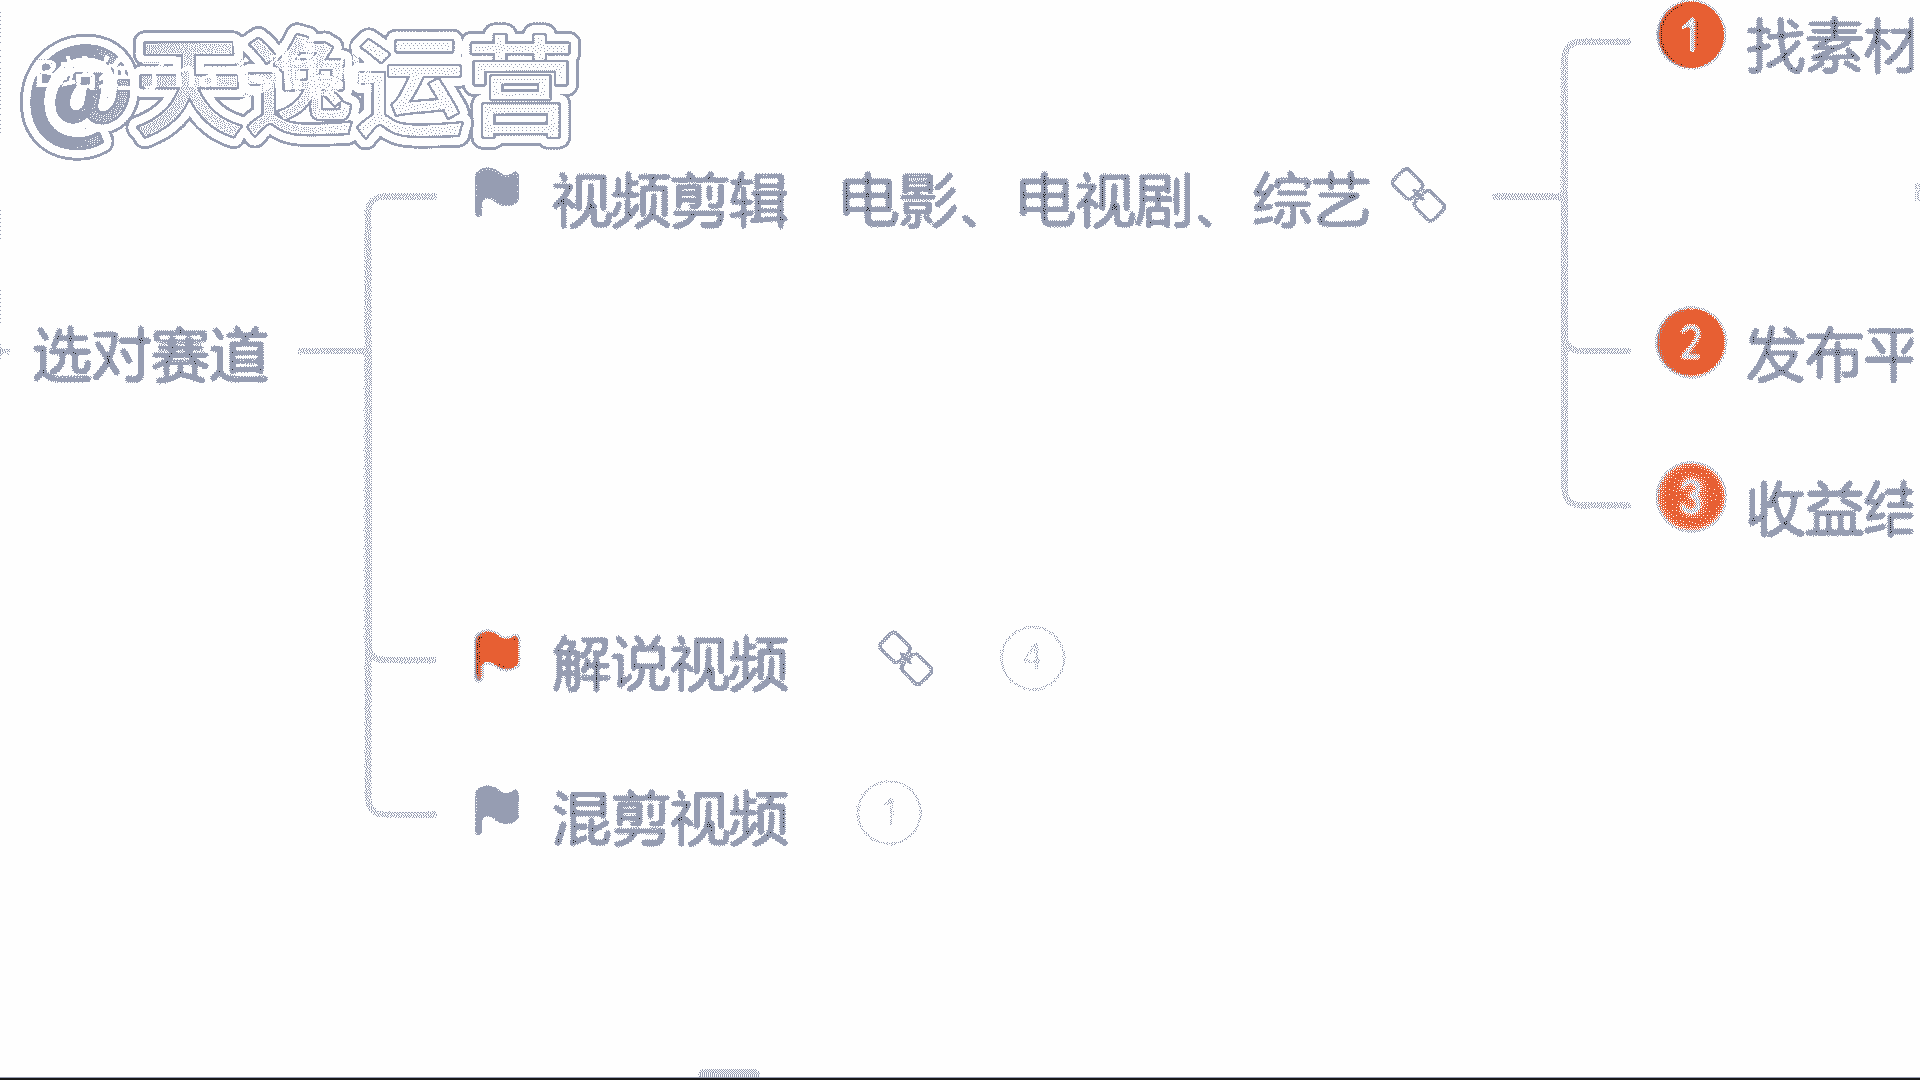 @天逸运营
1 找素材
视频剪辑 电影、电视剧、综艺
选对赛道
2 发布平
3 收益结
解说视频 4
混剪视频 1